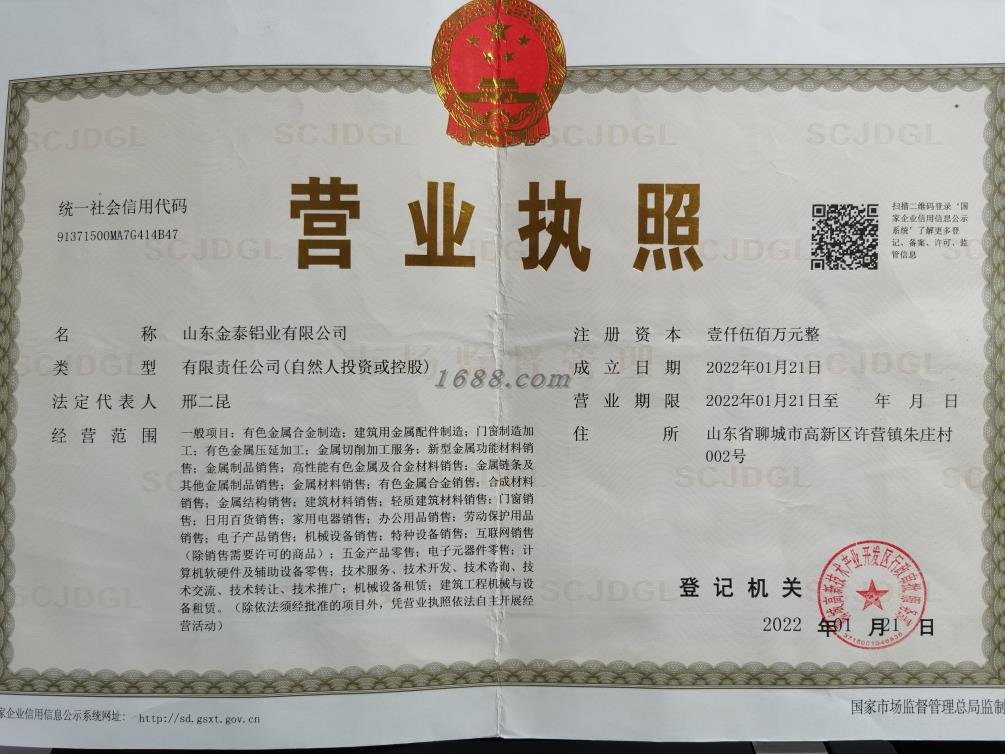 营业执照
统一社会信用代码
91371500MA7G414B47
扫描二维码登录‘国
家企业信用信息公示
系统’了解更多登
记、备案、许可、监
管信息
名称 山东金泰铝业有限公司
类型 有限责任公司(自然人投资或控股)
法定代表人 邢二昆
经营范围 一般项目：有色金属合金制造；建筑用金属配件制造；门窗制造加
工；有色金属压延加工；金属切削加工服务；新型金属功能材料销
售；金属制品销售；高性能有色金属及合金材料销售；金属链条及
其他金属制品销售；金属材料销售；有色金属合金销售；合成材料
销售；金属结构销售；建筑材料销售；轻质建筑材料销售；门窗销
售；日用百货销售；家用电器销售；办公用品销售；劳动保护用品
销售；电子产品销售；机械设备销售；特种设备销售；互联网销售
（除销售需要许可的商品）；五金产品零售；电子元器件零售；计
算机软硬件及辅助设备零售；技术服务、技术开发、技术咨询、技
术交流、技术转让、技术推广；机械设备租赁；建筑工程机械与设
备租赁。（除依法须经批准的项目外，凭营业执照依法自主开展经
营活动）
注册资本 壹仟伍佰万元整
成立日期 2022年01月21日
营业期限 2022年01月21日至 年 月 日
住所 山东省聊城市高新区许营镇朱庄村
002号
1688.com
登记机关
2022 年 01 月 21 日
家企业信用信息公示系统网址： http://sd.gsxt.gov.cn
国家市场监督管理总局监制